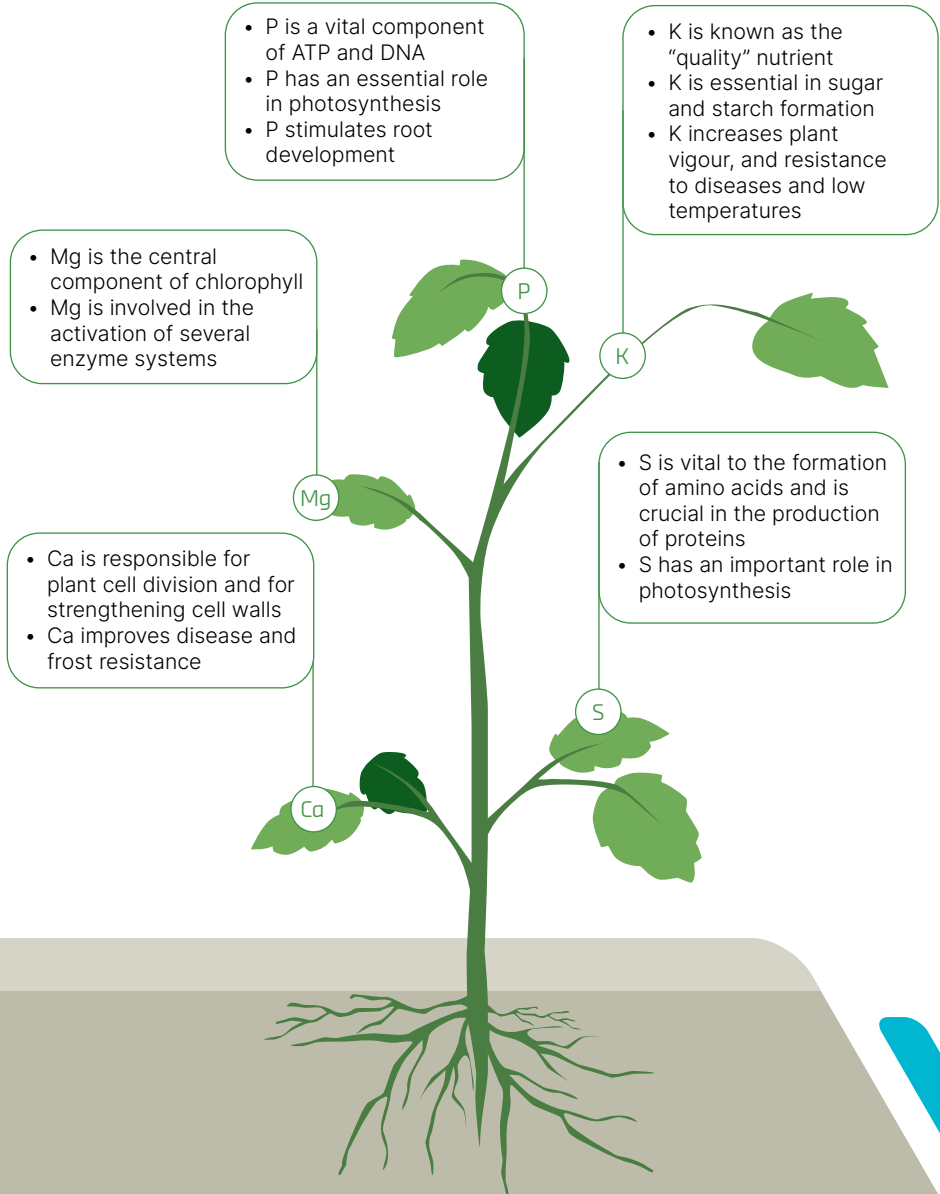 • P is a vital component
of ATP and DNA
• P has an essential role
in photosynthesis
• P stimulates root
development
• K is known as the
“quality” nutrient
• K is essential in sugar
and starch formation
• K increases plant
vigour, and resistance
to diseases and low
temperatures
• Mg is the central
component of chlorophyll
• Mg is involved in the
activation of several
enzyme systems
P
K
• S is vital to the formation
of amino acids and is
crucial in the production
of proteins
• S has an important role in
photosynthesis
Mg
• Ca is responsible for
plant cell division and for
strengthening cell walls
• Ca improves disease and
frost resistance
S
Ca